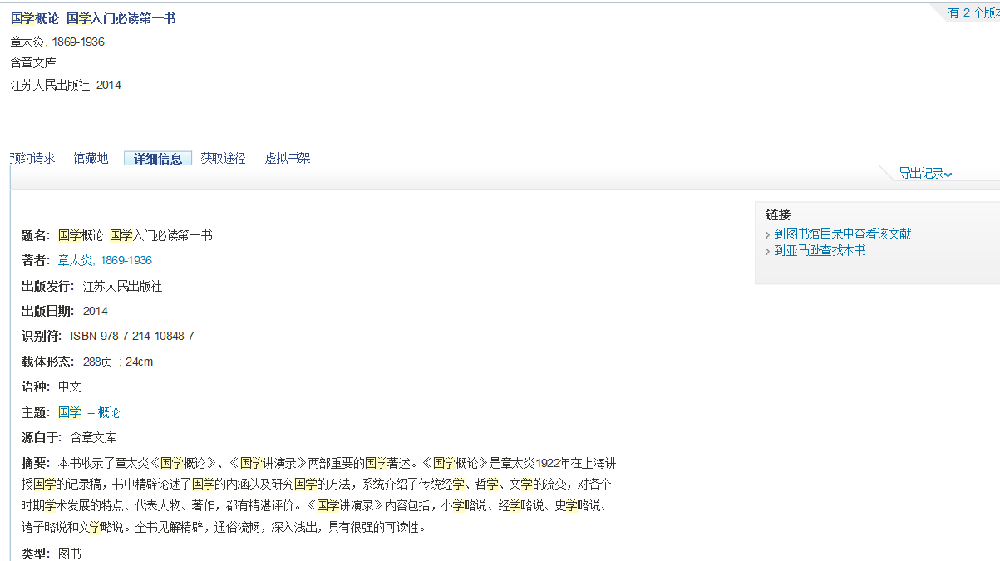 国学概论 国学入门必读第一书
有 2 个版
章太炎, 1869-1936
含章文库
江苏人民出版社 2014
预约请求 馆藏地 详细信息 获取途径 虚拟书架
导出记录
链接
到图书馆目录中查看该文献
到亚马逊查找本书
题名： 国学概论 国学入门必读第一书
著者： 章太炎, 1869-1936
出版发行： 江苏人民出版社
出版日期： 2014
识别符： ISBN 978-7-214-10848-7
载体形态： 288页 ; 24cm
语种： 中文
主题： 国学 – 概论
源自于： 含章文库
摘要： 本书收录了章太炎《国学概论》、《国学讲演录》两部重要的国学著述。《国学概论》是章太炎1922年在上海讲
授国学的记录稿，书中精辟论述了国学的内涵以及研究国学的方法，系统介绍了传统经学、哲学、文学的流变，对各个
时期学术发展的特点、代表人物、著作，都有精湛评价。《国学讲演录》内容包括，小学略说、经学略说、史学略说、
诸子略说和文学略说。全书见解精辟，通俗流畅，深入浅出，具有很强的可读性。
类型： 图书